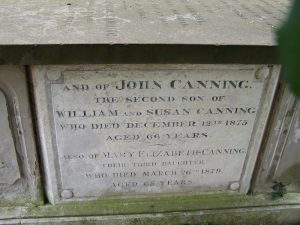 AND OF JOHN CANNING,
THE SECOND SON OF
WILLIAM AND SUSAN CANNING
WHO DIED DECEMBER 12TH 1875
AGED 66 YEARS.
ALSO OF MARY ELIZABETH CANNING,
THEIR THIRD DAUGHTER
WHO DIED MARCH 26TH 1879,
AGED 68 YEARS.